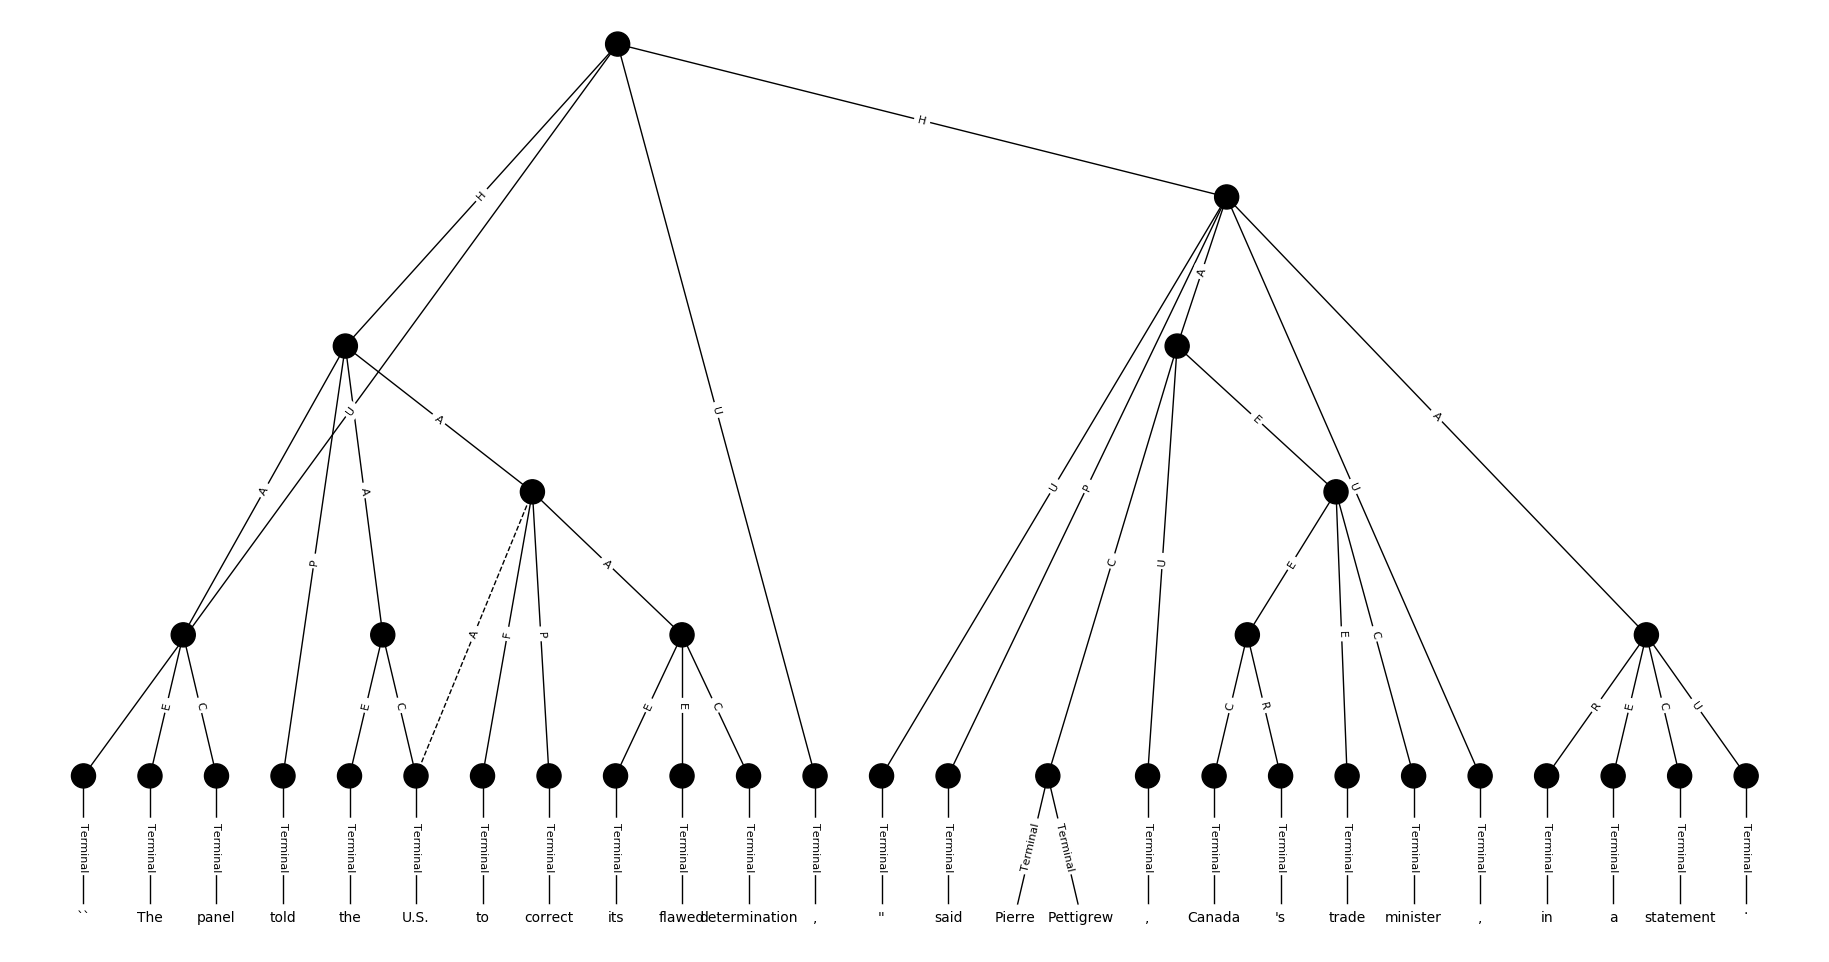 H
H
A
H
U
U
A
A
E
A
A
U
P
U
A
P
A
C
U
E
A
F
P
E
E
C
E
C
E
C
E
E
C
C
R
R
E
C
U
Terminal Terminal Terminal Terminal Terminal Terminal Terminal Terminal Terminal Terminal Terminal Terminal Terminal Terminal Terminal Terminal Terminal Terminal Terminal Terminal Terminal Terminal Terminal Terminal Terminal Terminal
`` The panel told the U.S. to correct its flawed determination , " said Pierre Pettigrew , Canada 's trade minister , in a statement .